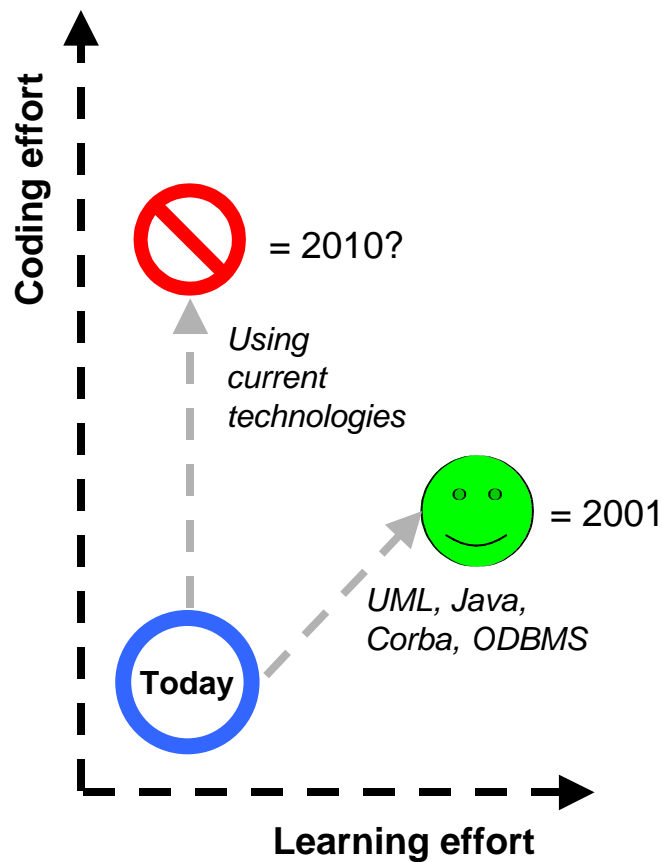 Coding effort
= 2010?
Using
current
technologies
= 2001
UML, Java,
Corba, ODBMS
Today
Learning effort